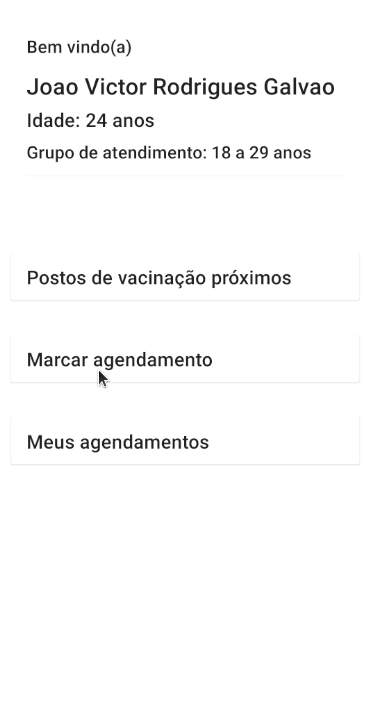 Bem vindo(a)
Joao Victor Rodrigues Galvao
Idade: 24 anos
Grupo de atendimento: 18 a 29 anos
Postos de vacinação próximos
Marcar agendamento
Meus agendamentos